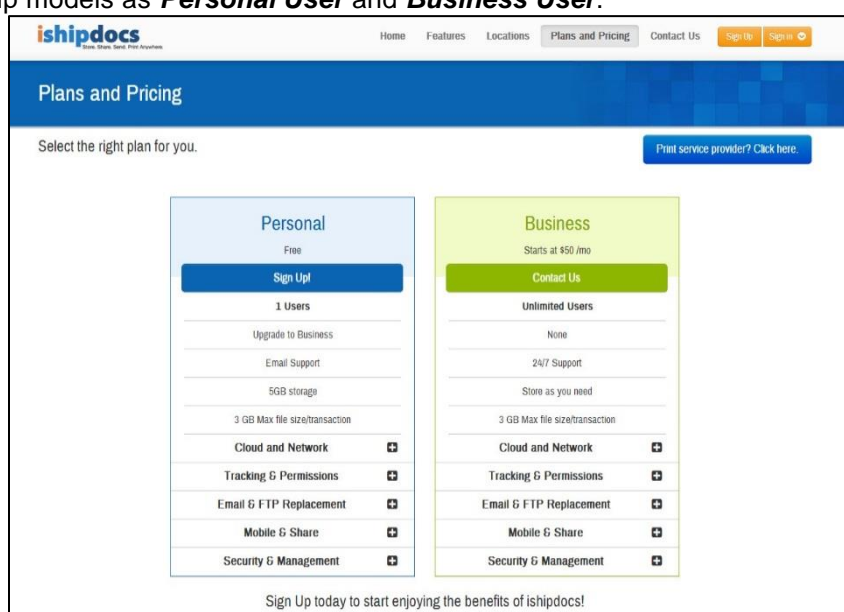 up models as Personal User and Business User.
ishipdocs
Store. Share. Send. Print Anywhere.
Home Features Locations Plans and Pricing Contact Us Sign Up Sign in
Plans and Pricing
Select the right plan for you.
Print service provider? Click here.
Personal
Free
Sign Up!
1 Users
Upgrade to Business
Email Support
5GB storage
3 GB Max file size/transaction
Cloud and Network
Tracking & Permissions
Email & FTP Replacement
Mobile & Share
Security & Management
Business
Starts at $50 /mo
Contact Us
Unlimited Users
None
24/7 Support
Store as you need
3 GB Max file size/transaction
Cloud and Network
Tracking & Permissions
Email & FTP Replacement
Mobile & Share
Security & Management
Sign Up today to start enjoying the benefits of ishipdocs!